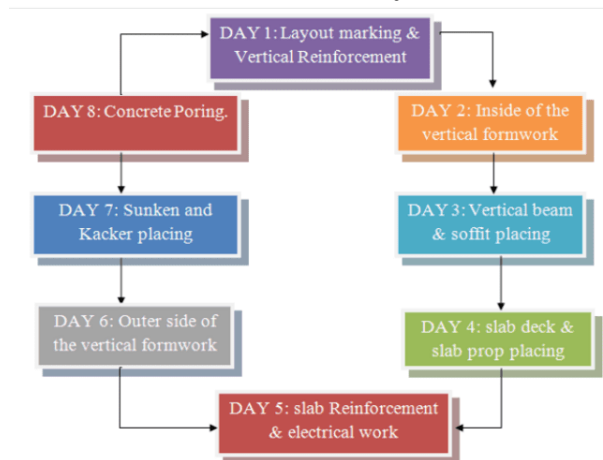 DAY 1: Layout marking &
Vertical Reinforcement
DAY 8: Concrete Poring.
DAY 2: Inside of the
vertical formwork
DAY 7: Sunken and
Kacker placing
DAY 3: Vertical beam
& soffit placing
DAY 6: Outer side of
the vertical formwork
DAY 4: slab deck &
slab prop placing
DAY 5: slab Reinforcement
& electrical work